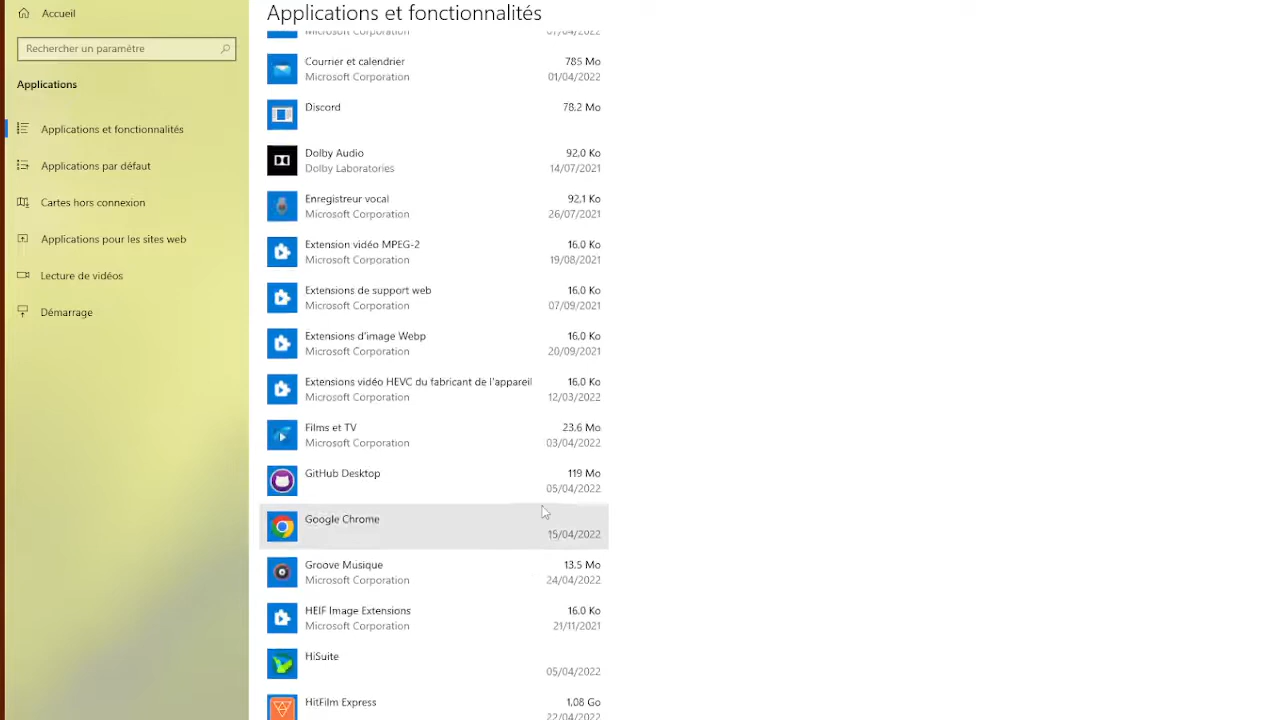 Accueil
Rechercher un paramètre
Applications
Applications et fonctionnalités
Applications par défaut
Cartes hors connexion
Applications pour les sites web
Lecture de vidéos
Démarrage
Applications et fonctionnalités
Microsoft Corporation 07/04/2022
Courrier et calendrier 785 Mo
Microsoft Corporation 01/04/2022
Discord 78,2 Mo
Dolby Audio 92,0 Ko
Dolby Laboratories 14/07/2021
Enregistreur vocal 92,1 Ko
Microsoft Corporation 26/07/2021
Extension vidéo MPEG-2 16,0 Ko
Microsoft Corporation 19/08/2021
Extensions de support web 16,0 Ko
Microsoft Corporation 07/09/2021
Extensions d'image Webp 16,0 Ko
Microsoft Corporation 20/09/2021
Extensions vidéo HEVC du fabricant de l'appareil 16,0 Ko
Microsoft Corporation 12/03/2022
Films et TV 23,6 Mo
Microsoft Corporation 03/04/2022
GitHub Desktop 119 Mo
05/04/2022
Google Chrome
15/04/2022
Groove Musique 13,5 Mo
Microsoft Corporation 24/04/2022
HEIF Image Extensions 16,0 Ko
Microsoft Corporation 21/11/2021
HiSuite
05/04/2022
HitFilm Express 1,08 Go
22/04/2022